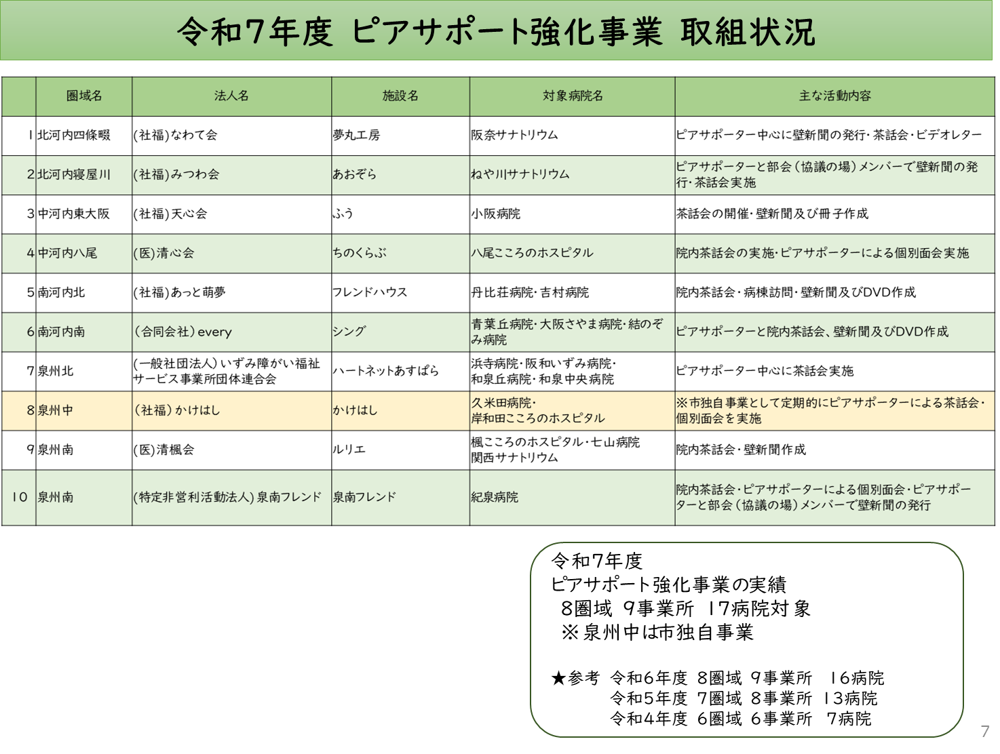 令和7年度 ピアサポート強化事業 取組状況
圏域名 法人名 施設名 対象病院名 主な活動内容
1 北河内四條畷 (社福)なわて会 夢丸工房 阪奈サナトリウム ピアサポーター中心に壁新聞の発行・茶話会・ビデオレター
2 北河内寝屋川 (社福)みつわ会 あおぞら ねや川サナトリウム ピアサポーターと部会（協議の場）メンバーで壁新聞の発
行・茶話会実施
3 中河内東大阪 (社福)天心会 ふう 小阪病院 茶話会の開催・壁新聞及び冊子作成
4 中河内八尾 (医)清心会 ちのくらぶ 八尾こころのホスピタル 院内茶話会の実施・ピアサポーターによる個別面会実施
5 南河内北 (社福)あっと萌夢 フレンドハウス 丹比荘病院・吉村病院 院内茶話会・病棟訪問・壁新聞及びDVD作成
6 南河内南 （合同会社）every シング 青葉丘病院・大阪さやま病院・結のぞ
み病院 ピアサポーターと院内茶話会、壁新聞及びDVD作成
7 泉州北 (一般社団法人）いずみ障がい福祉
サービス事業所団体連合会 ハートネットあすぱら 浜寺病院・阪和いずみ病院・
和泉丘病院・和泉中央病院 ピアサポーター中心に茶話会実施
8 泉州中 （社福）かけはし かけはし 久米田病院・
岸和田こころのホスピタル ※市独自事業として定期的にピアサポーターによる茶話会・
個別面会を実施
9 泉州南 (医)清楓会 ルリエ 楓こころのホスピタル・七山病院
関西サナトリウム 院内茶話会・壁新聞作成
10 泉州南 (特定非営利活動法人)泉南フレンド 泉南フレンド 紀泉病院 院内茶話会・ピアサポーターによる個別面会・ピアサポー
ターと部会（協議の場）メンバーで壁新聞の発行
令和7年度
ピアサポート強化事業の実績
8圏域 9事業所 17病院対象
※泉州中は市独自事業
★参考 令和6年度 8圏域 9事業所 16病院
令和5年度 7圏域 8事業所 13病院
令和4年度 6圏域 6事業所 7病院
7